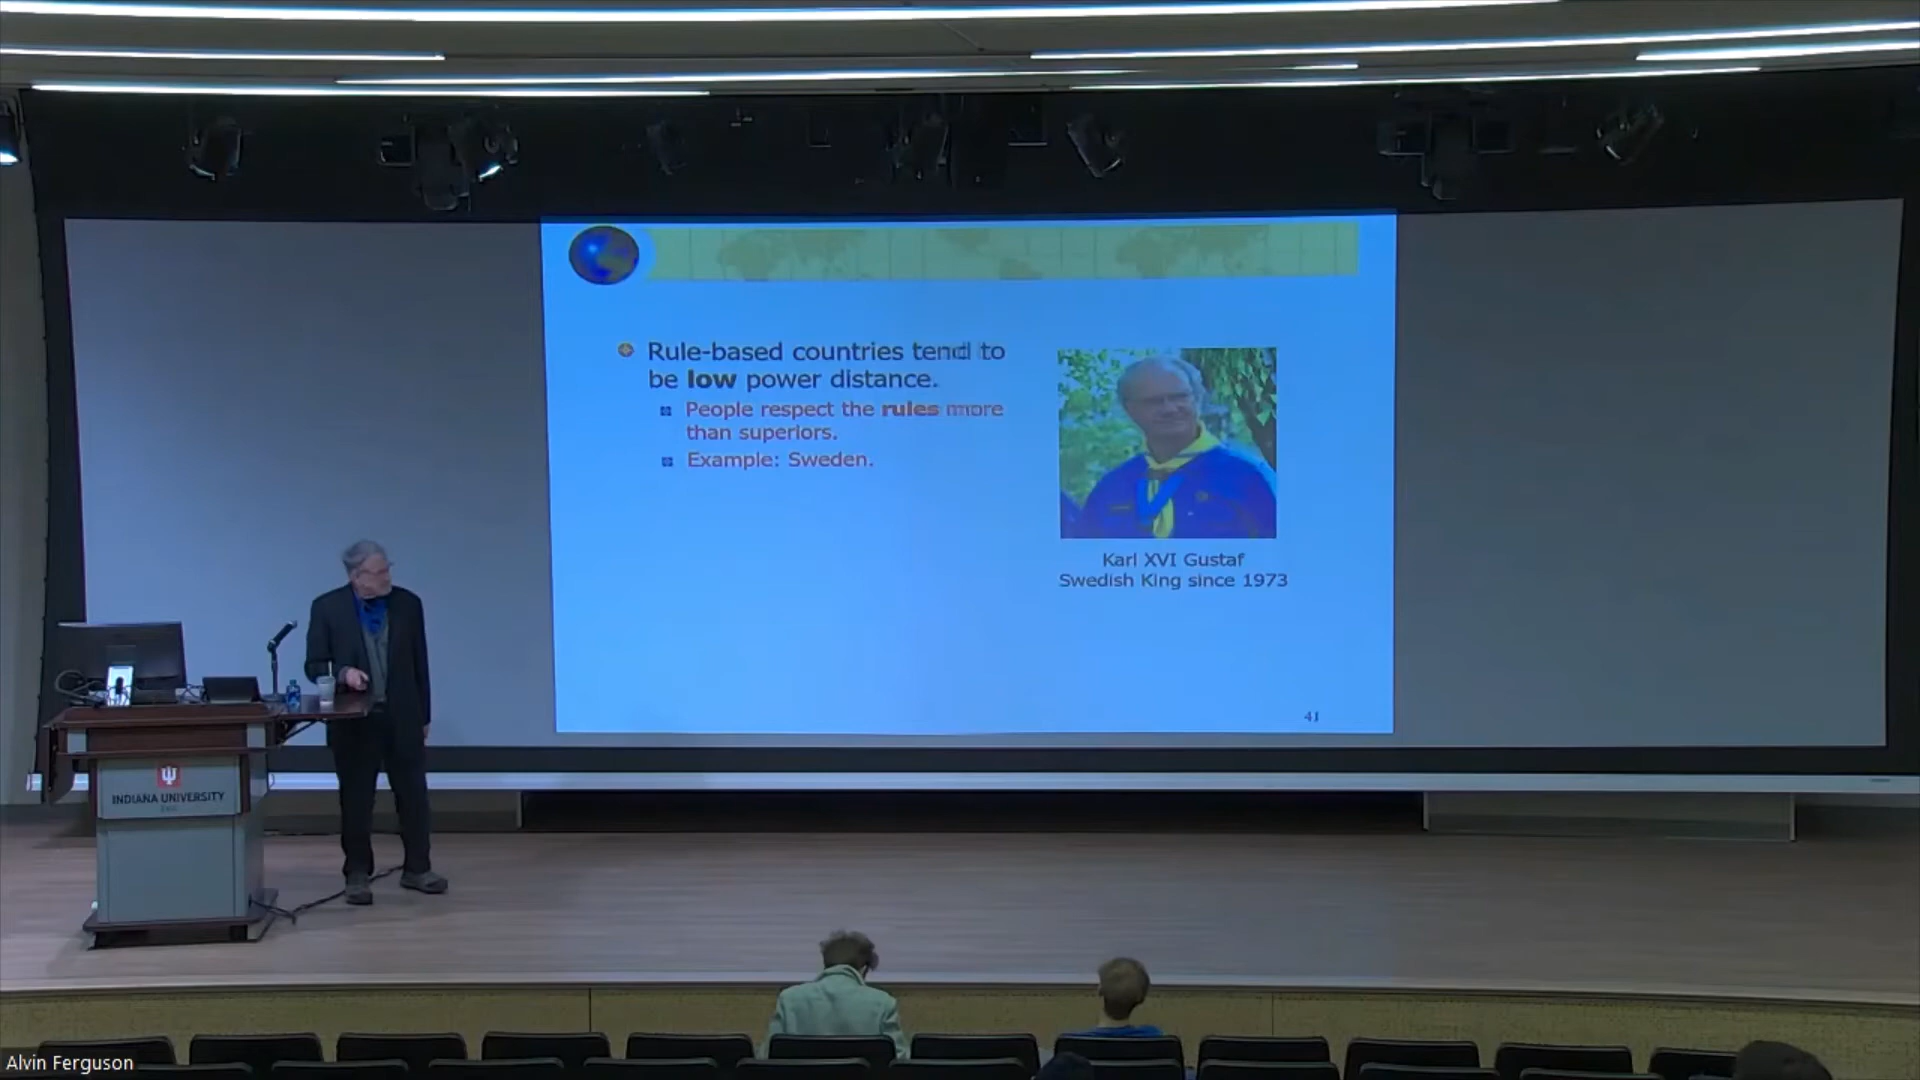 Rule-based countries tend to
be low power distance.
People respect the rules more
than superiors.
Example: Sweden.
Karl XVI Gustaf
Swedish King since 1973
41
INDIANA UNIVERSITY
Alvin Ferguson